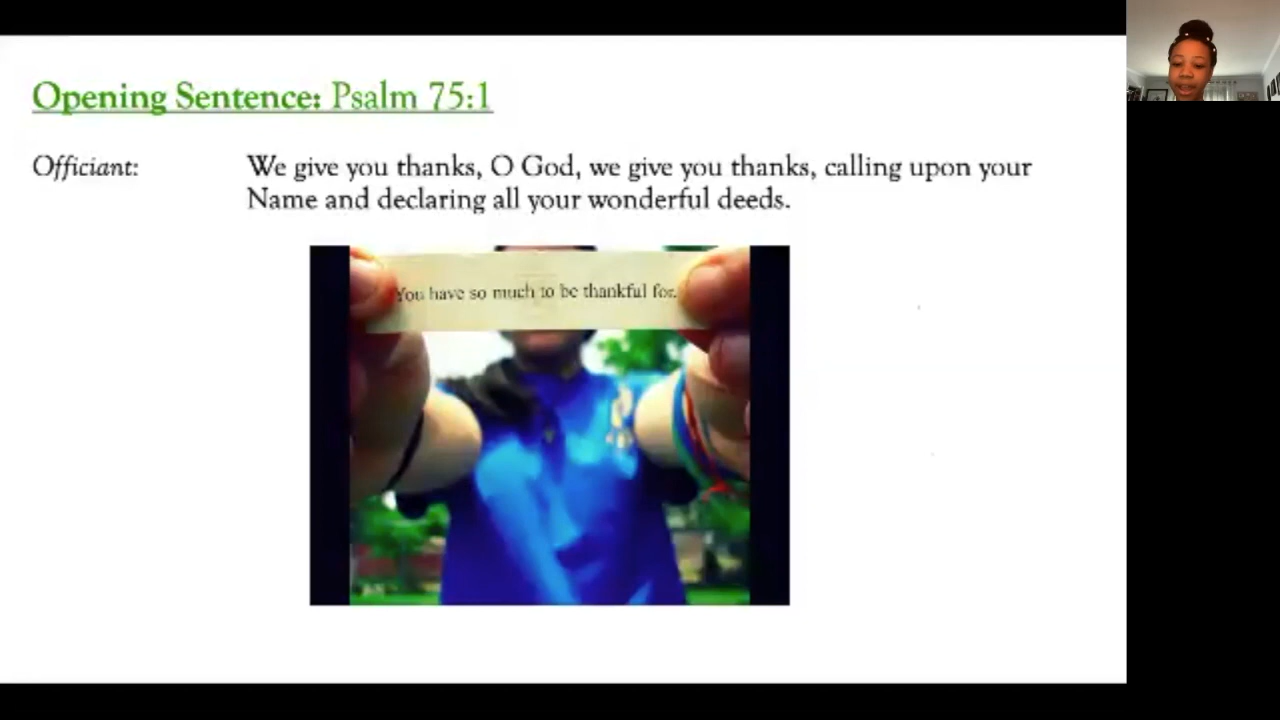 Opening Sentence: Psalm 75:1
Officiant: We give you thanks, O God, we give you thanks, calling upon your
Name and declaring all your wonderful deeds.
You have so much to be thankful for.